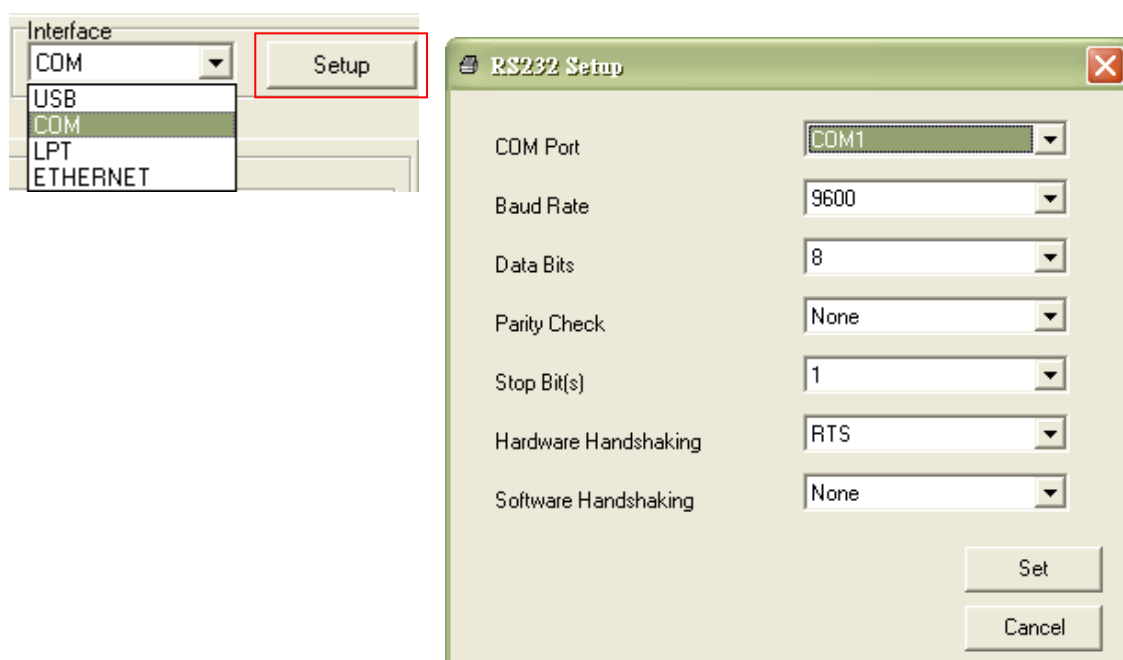 Interface
COM
Setup
USB
COM
LPT
ETHERNET
RS232 Setup
COM Port COM1
Baud Rate 9600
Data Bits 8
Parity Check None
Stop Bit(s) 1
Hardware Handshaking RTS
Software Handshaking None
Set
Cancel